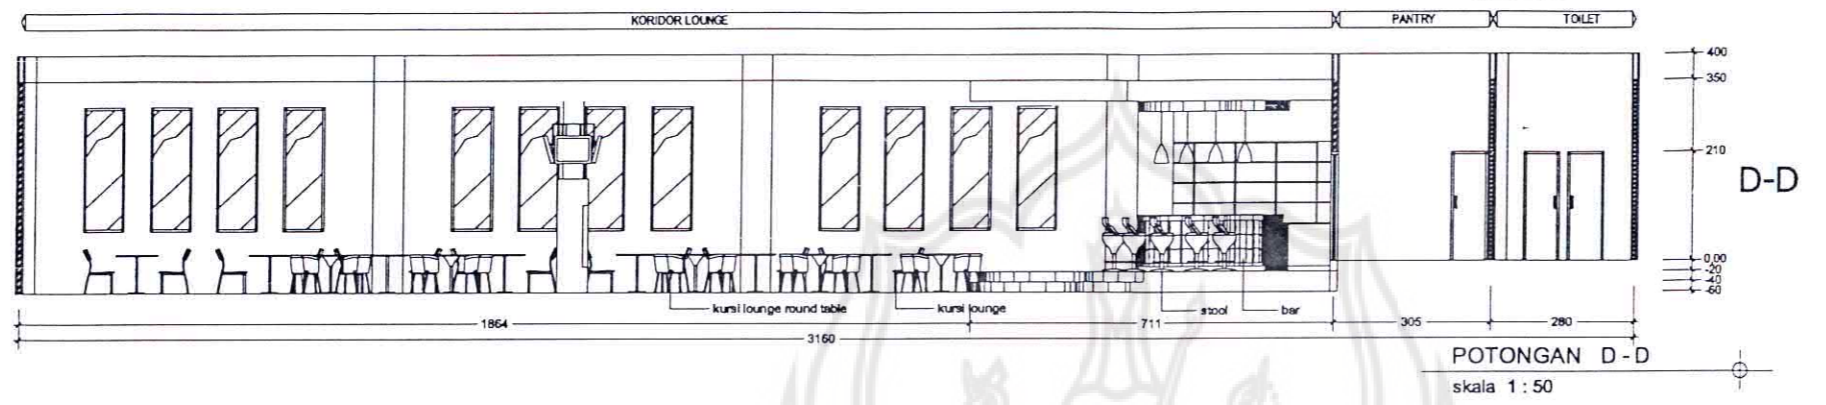 KORIDOR LOUNGE
PANTRY
TOILET
400
350
210
0,00
-20
-40
-60
D-D
kursi lounge round table
kursi lounge
stool
bar
1864
711
305
280
3160
POTONGAN D - D
skala 1 : 50